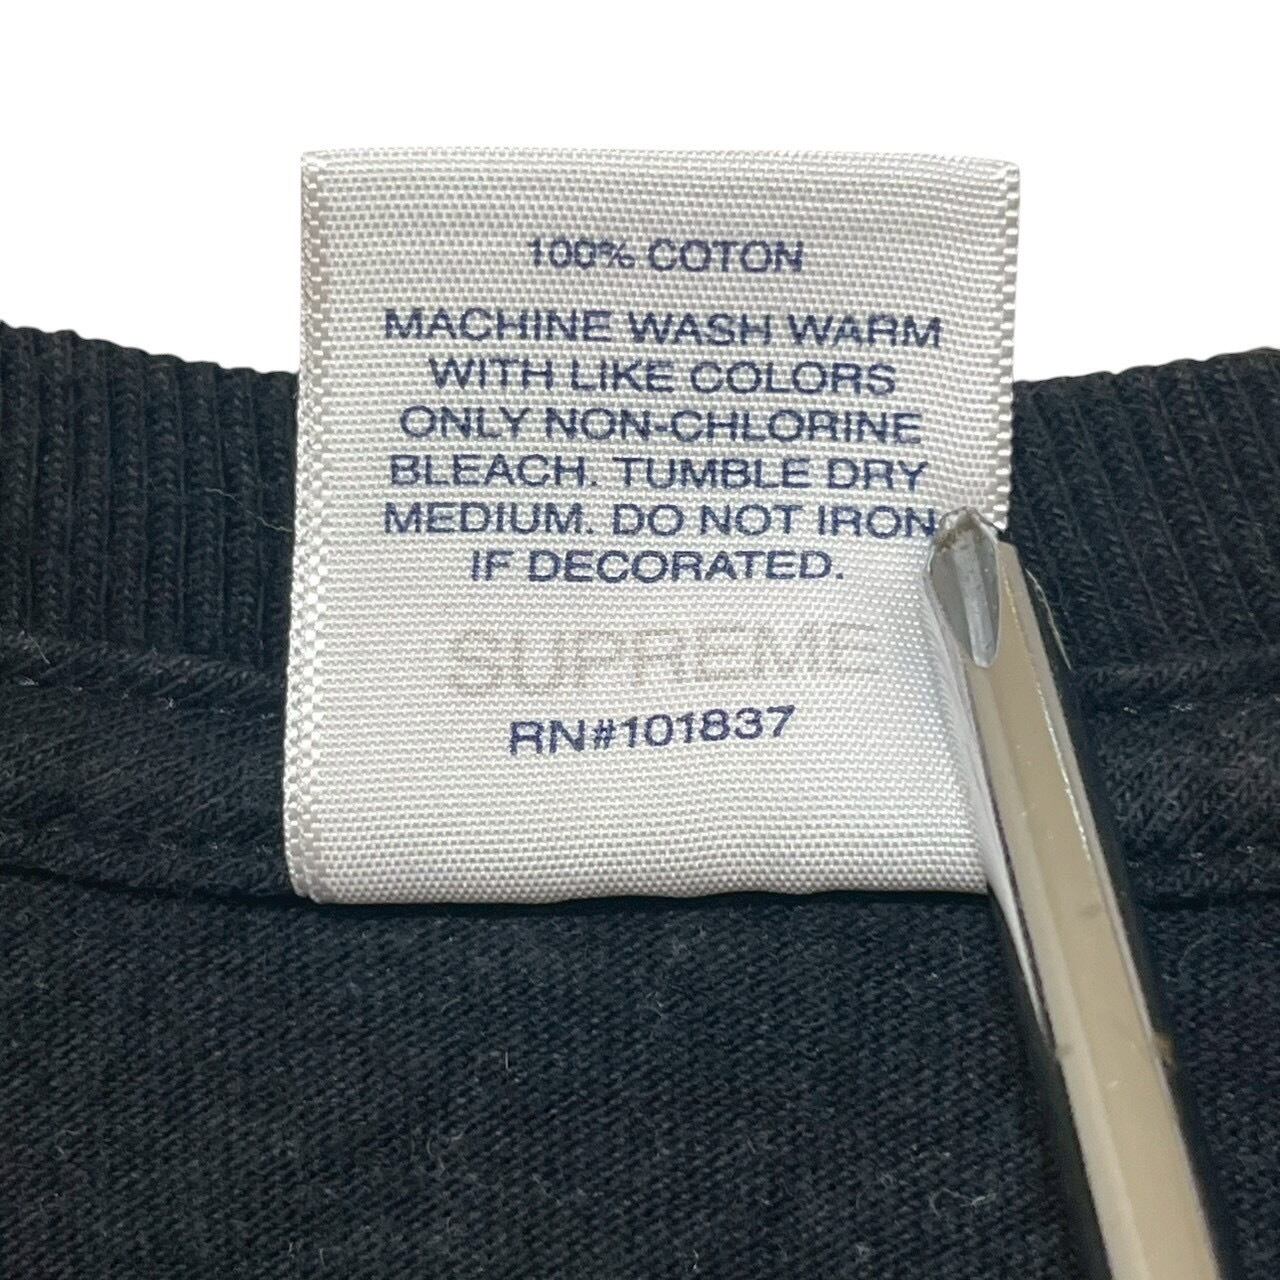 100% COTON
MACHINE WASH WARM
WITH LIKE COLORS
ONLY NON-CHLORINE
BLEACH. TUMBLE DRY
MEDIUM. DO NOT IRON
IF DECORATED.
SUPREME
RN#101837